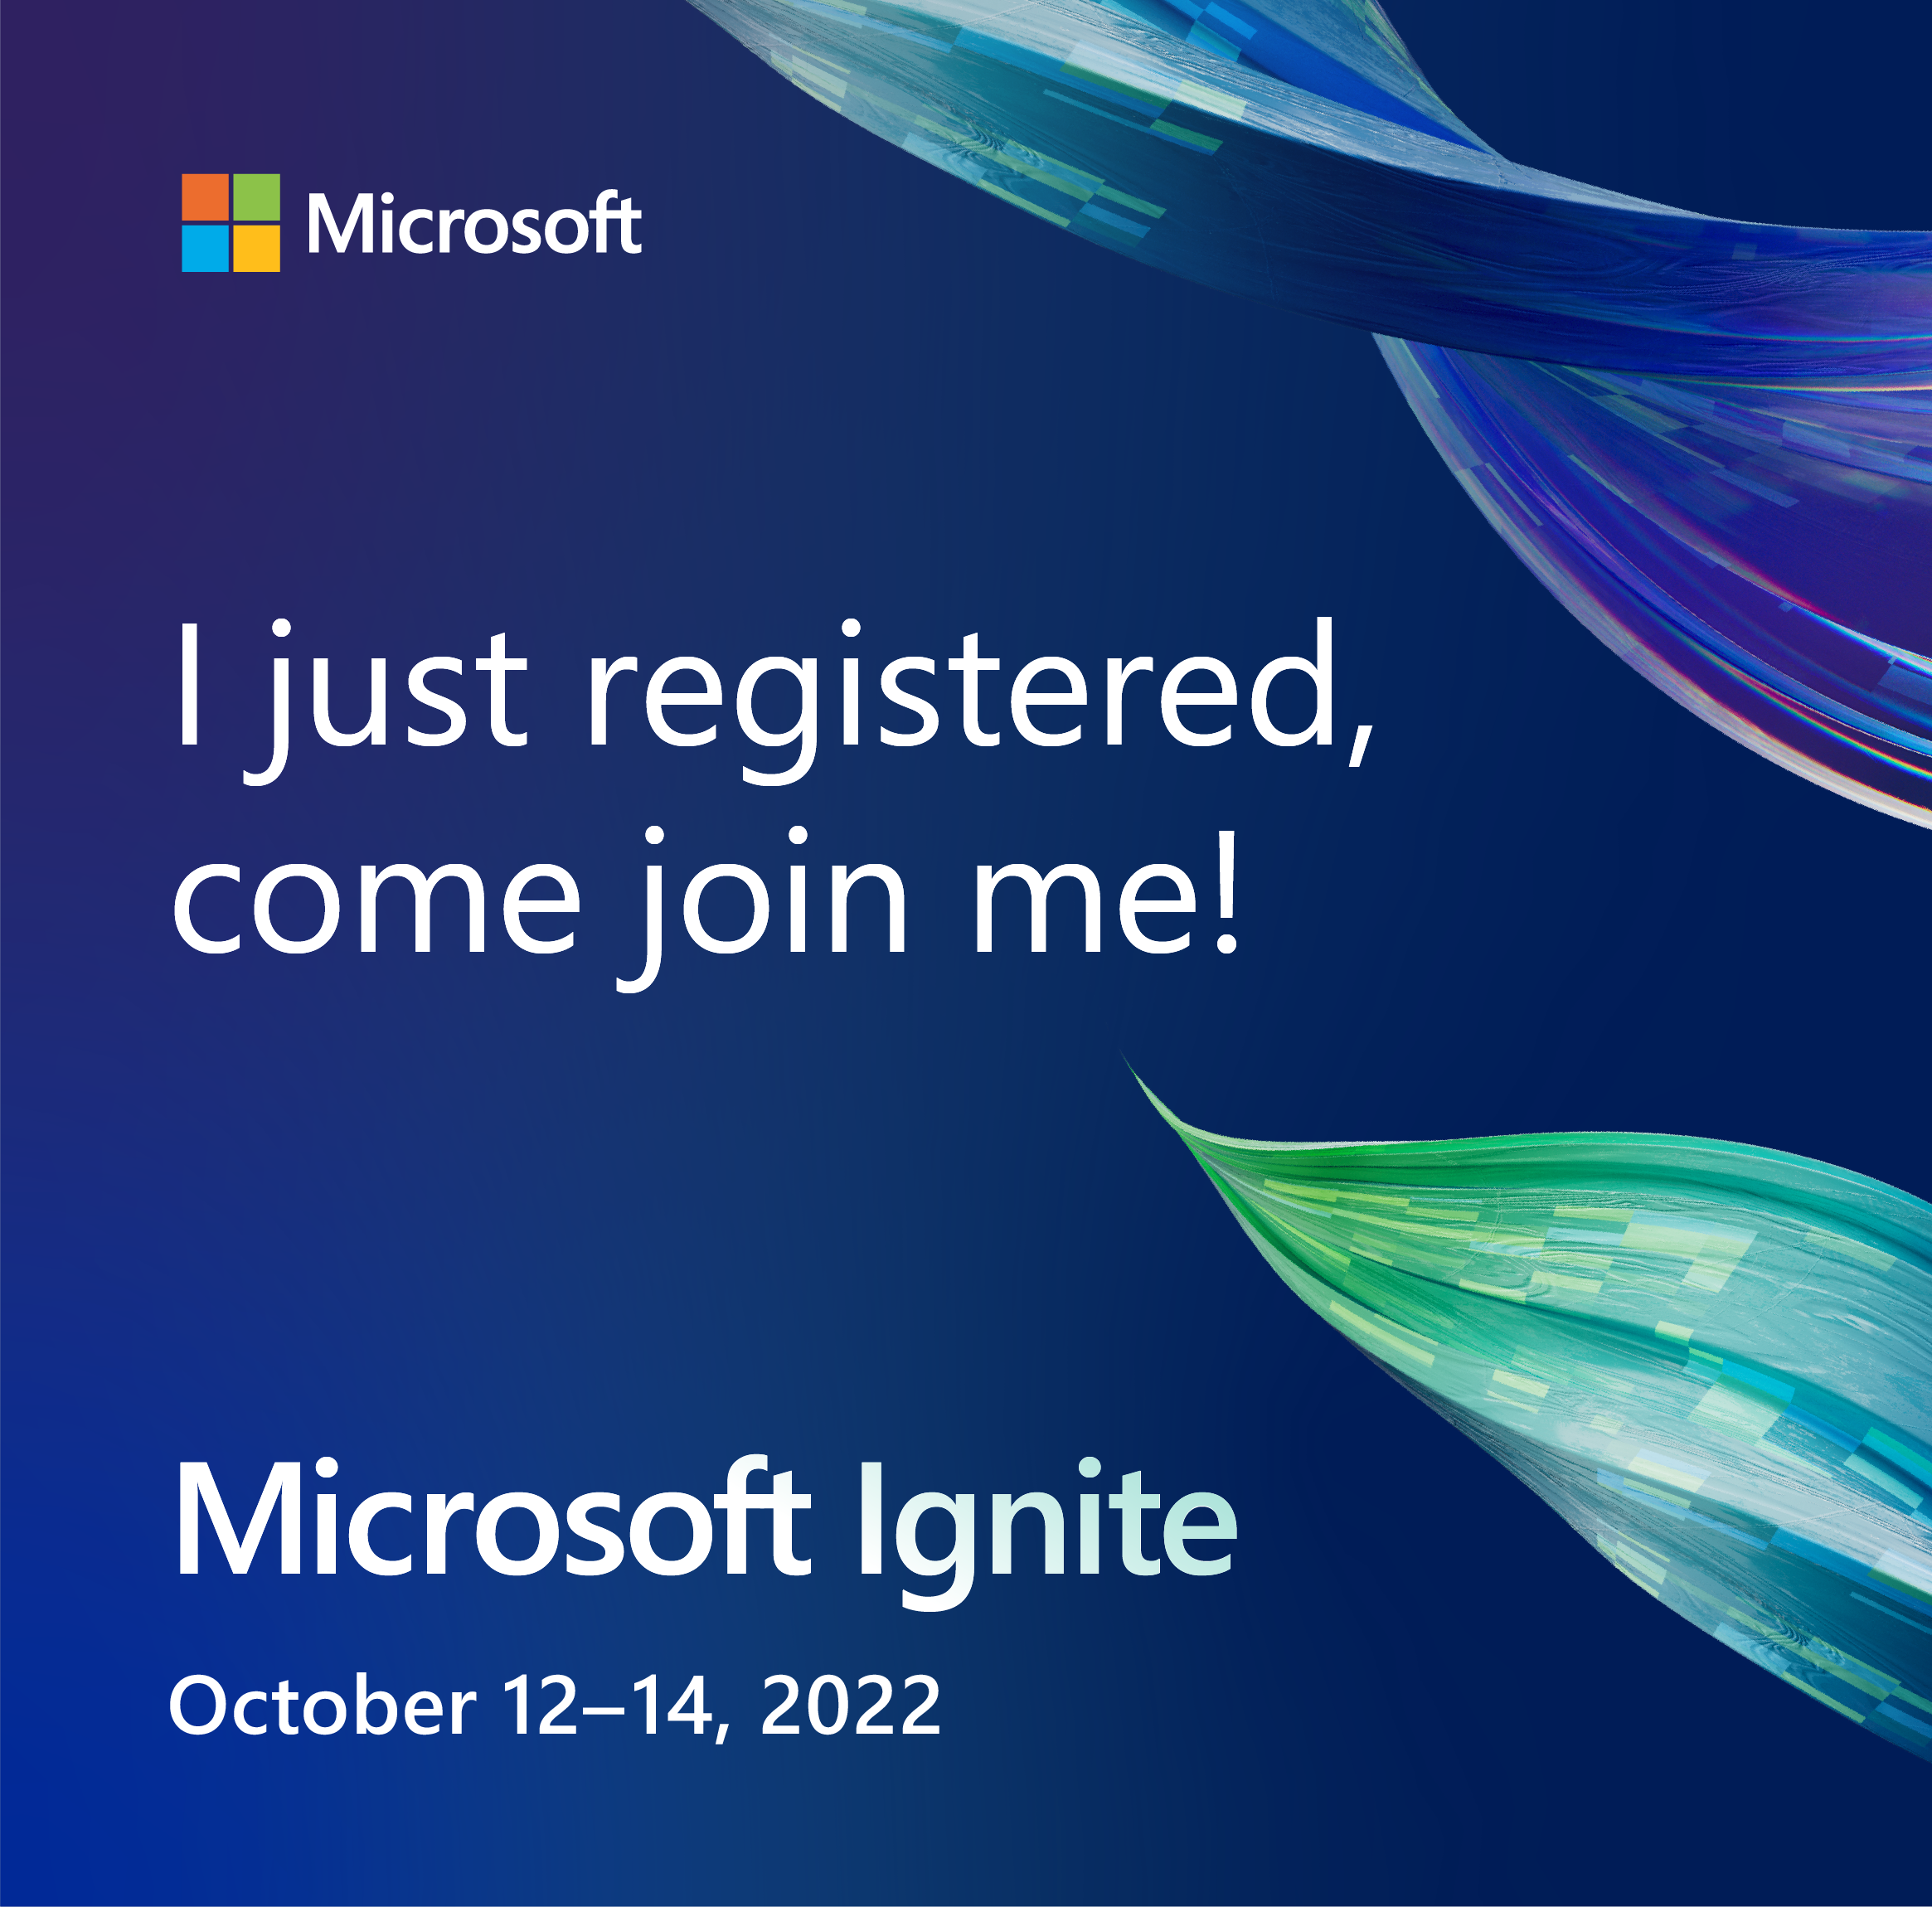 Microsoft
I just registered,
come join me!
Microsoft Ignite
October 12–14, 2022